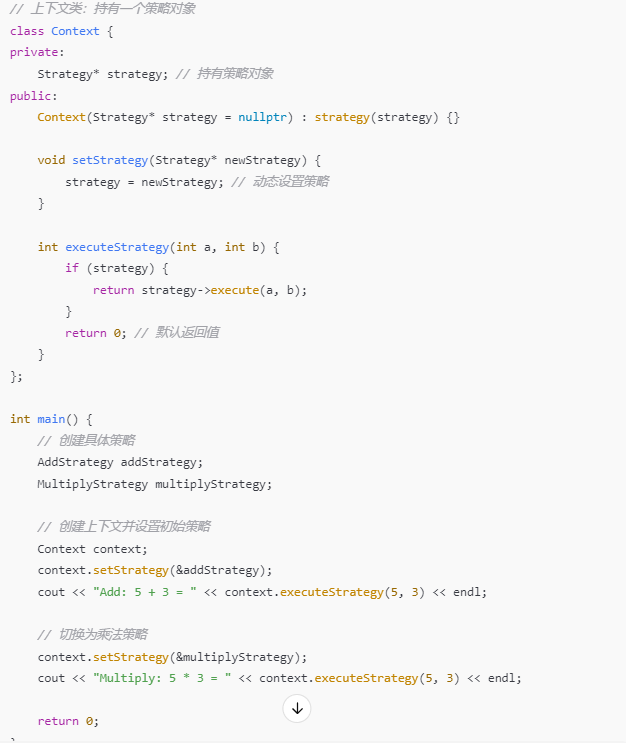 // 上下文类：持有一个策略对象
class Context {
private:
    Strategy* strategy; // 持有策略对象
public:
    Context(Strategy* strategy = nullptr) : strategy(strategy) {}

    void setStrategy(Strategy* newStrategy) {
        strategy = newStrategy; // 动态设置策略
    }

    int executeStrategy(int a, int b) {
        if (strategy) {
            return strategy->execute(a, b);
        }
        return 0; // 默认返回值
    }
};

int main() {
    // 创建具体策略
    AddStrategy addStrategy;
    MultiplyStrategy multiplyStrategy;

    // 创建上下文并设置初始策略
    Context context;
    context.setStrategy(&addStrategy);
    cout << "Add: 5 + 3 = " << context.executeStrategy(5, 3) << endl;

    // 切换为乘法策略
    context.setStrategy(&multiplyStrategy);
    cout << "Multiply: 5 * 3 = " << context.executeStrategy(5, 3) << endl;

    return 0;